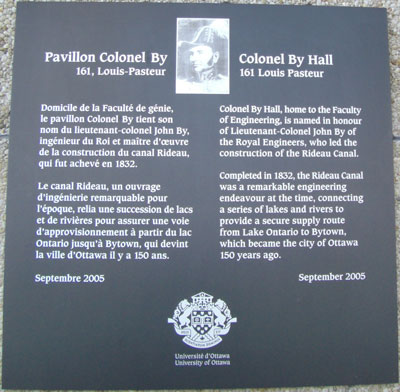 Pavillon Colonel By
161, Louis-Pasteur
Domicile de la Faculté de génie,
le pavillon Colonel By tient son
nom du lieutenant-colonel John By,
ingénieur du Roi et maître d'œuvre
de la construction du canal Rideau,
qui fut achevé en 1832.
Le canal Rideau, un ouvrage
d'ingénierie remarquable pour
l'époque, relia une succession de lacs
et de rivières pour assurer une voie
d'approvisionnement à partir du lac
Ontario jusqu'à Bytown, qui devint
la ville d'Ottawa il y a 150 ans.
Septembre 2005
Colonel By Hall
161 Louis Pasteur
Colonel By Hall, home to the Faculty
of Engineering, is named in honour
of Lieutenant-Colonel John By of
the Royal Engineers, who led the
construction of the Rideau Canal.
Completed in 1832, the Rideau Canal
was a remarkable engineering
endeavour at the time, connecting
a series of lakes and rivers to
provide a secure supply route
from Lake Ontario to Bytown,
which became the city of Ottawa
150 years ago.
September 2005
Université d'Ottawa
University of Ottawa